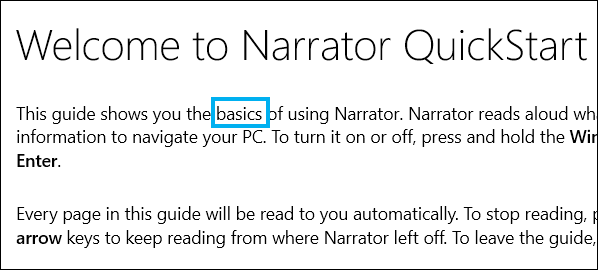 Welcome to Narrator QuickStart
This guide shows you the basics of using Narrator. Narrator reads aloud
information to navigate your PC. To turn it on or off, press and hold the
Enter.
Every page in this guide will be read to you automatically. To stop reading,
arrow keys to keep reading from where Narrator left off. To leave the guide,